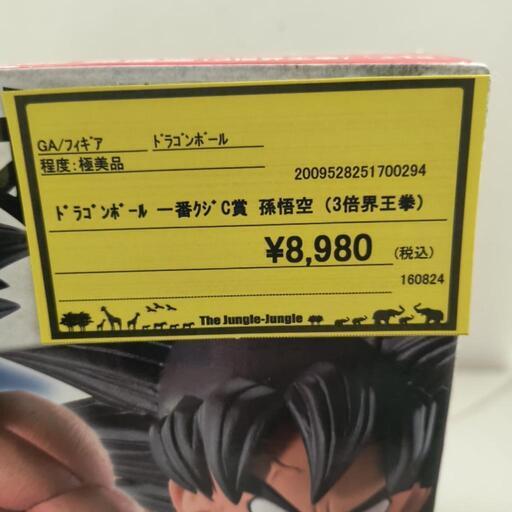 GA/フィギア ドラゴンボール
程度:極美品
2009528251700294
ドラゴンボール 一番クジC賞 孫悟空 (3倍界王拳)
¥8,980 (税込)
160824
The Jungle-Jungle